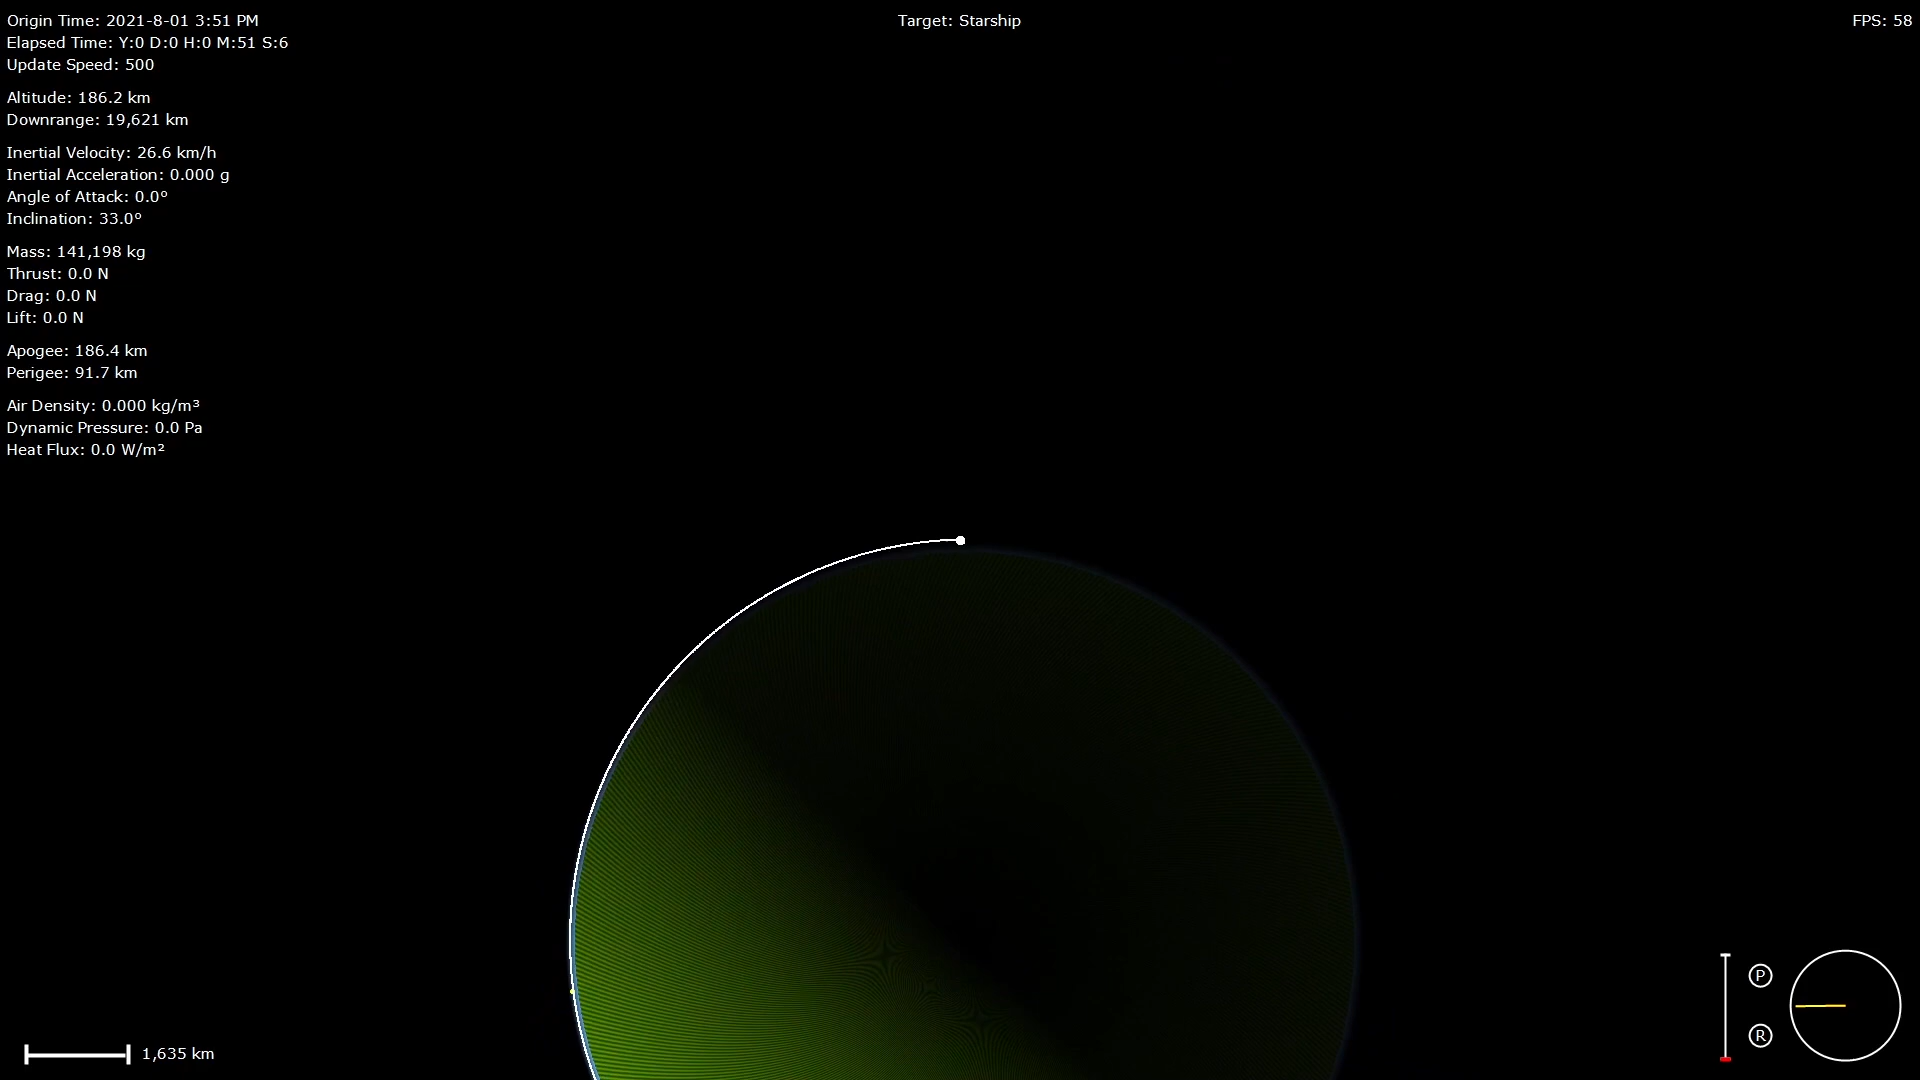 Origin Time: 2021-8-01 3:51 PM
Elapsed Time: Y:0 D:0 H:0 M:51 S:6
Update Speed: 500
Altitude: 186.2 km
Downrange: 19,621 km
Inertial Velocity: 26.6 km/h
Inertial Acceleration: 0.000 g
Angle of Attack: 0.0º
Inclination: 33.0º
Mass: 141,198 kg
Thrust: 0.0 N
Drag: 0.0 N
Lift: 0.0 N
Apogee: 186.4 km
Perigee: 91.7 km
Air Density: 0.000 kg/m³
Dynamic Pressure: 0.0 Pa
Heat Flux: 0.0 W/m²
Target: Starship
FPS: 58
P
R
1,635 km